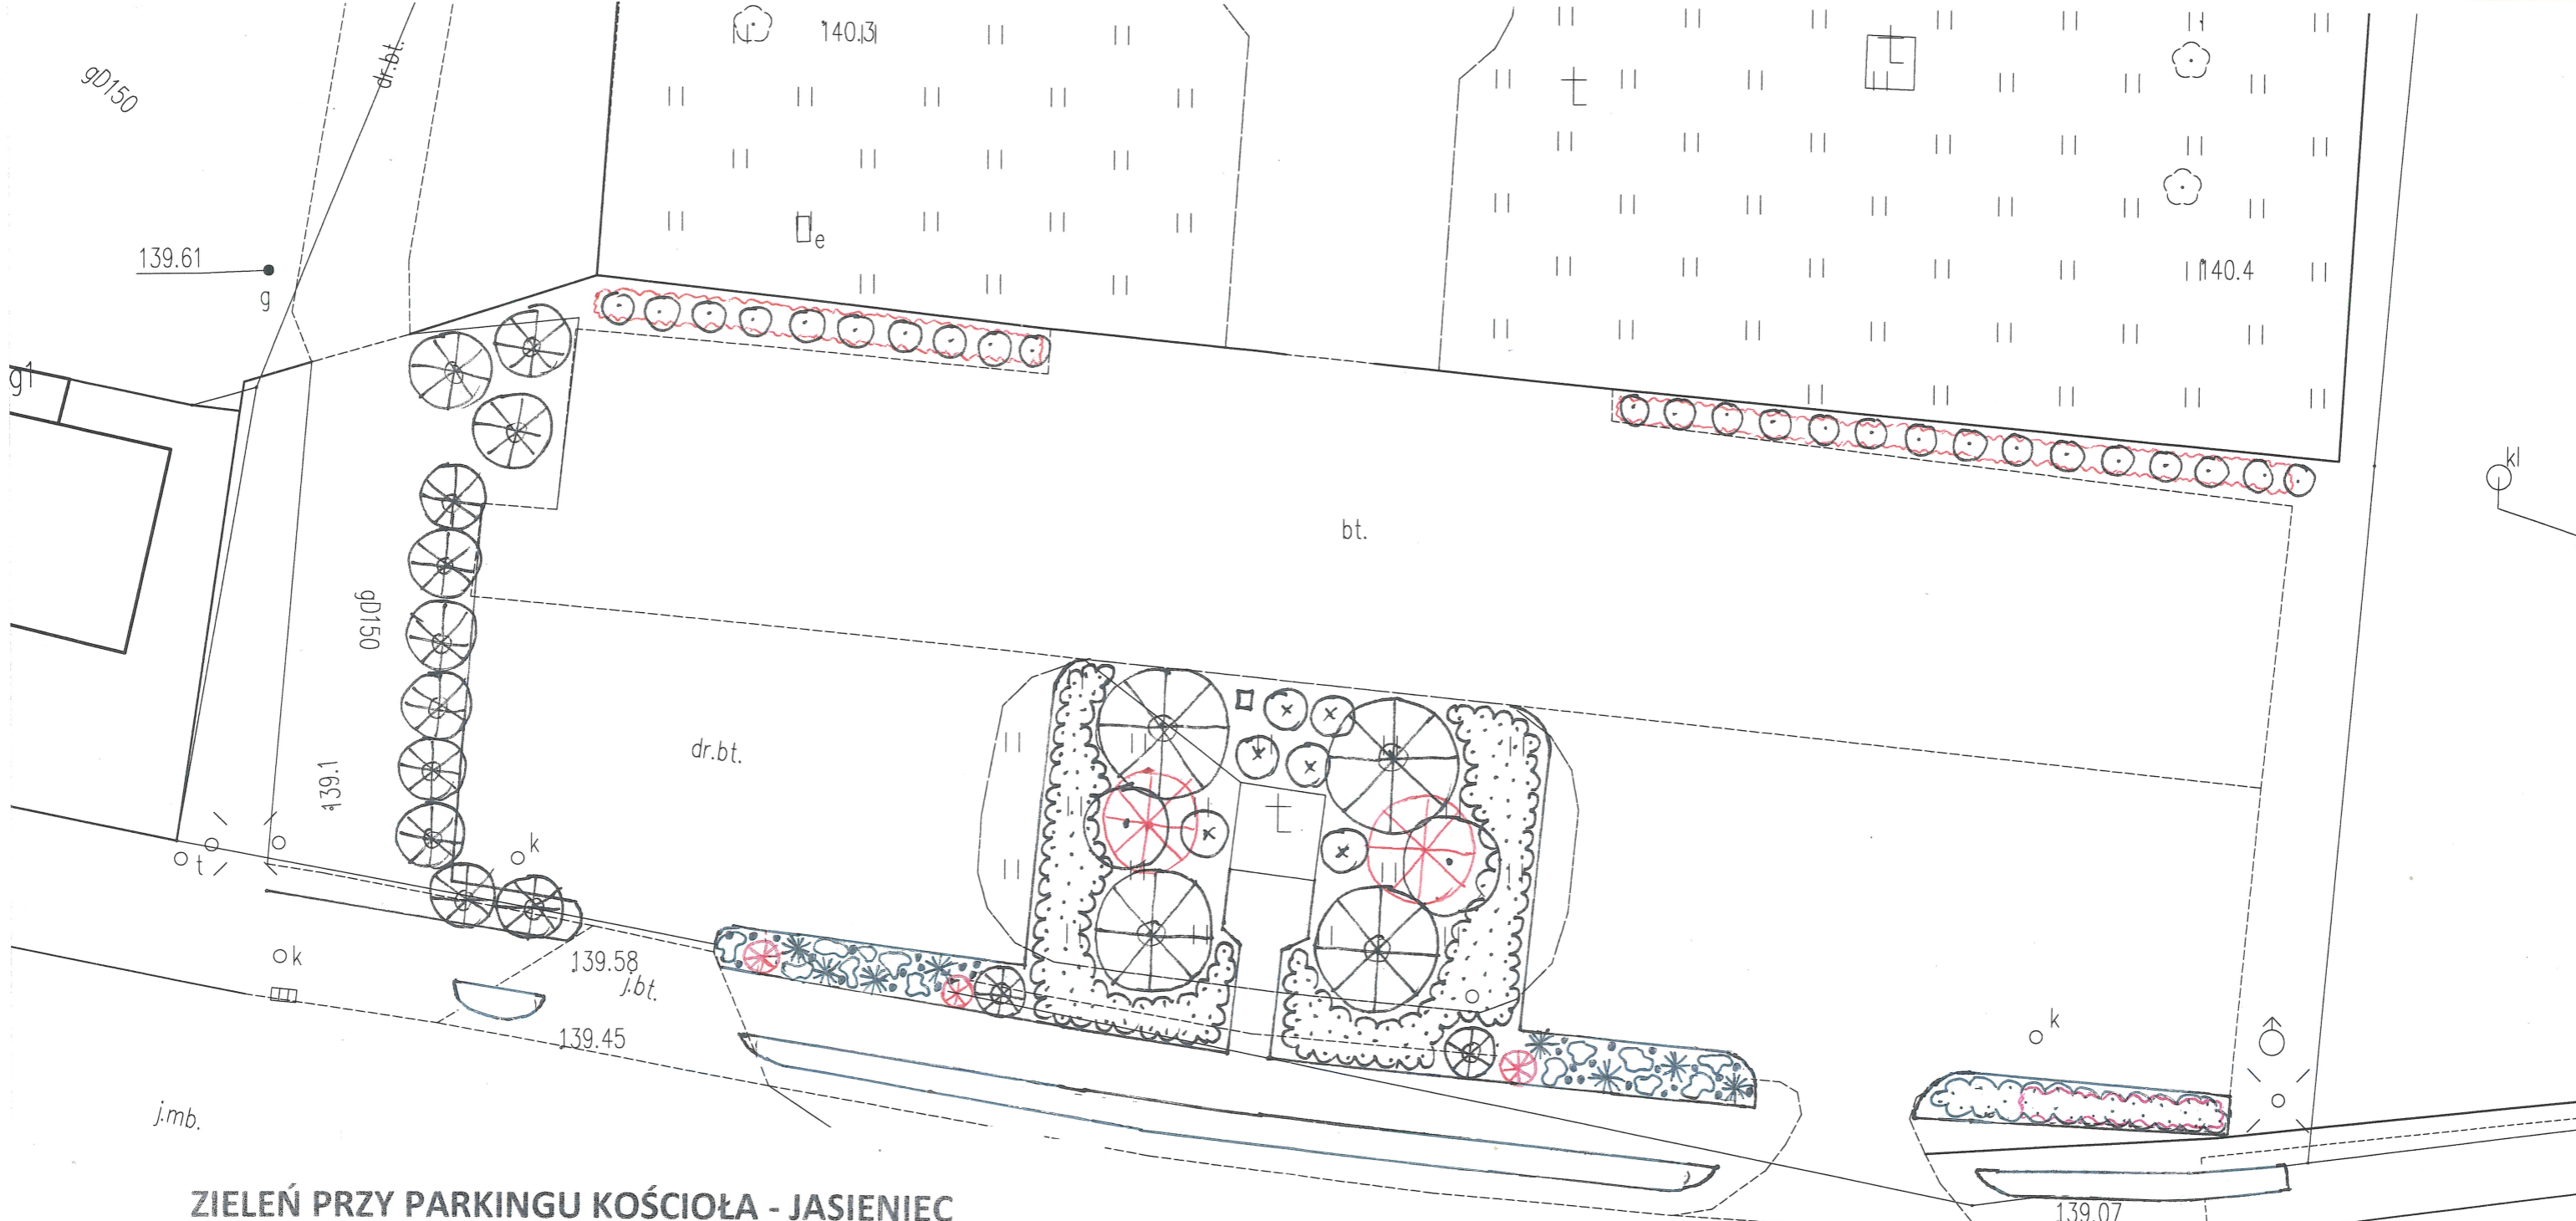 140.3
dr.bt.
gD150
139.61
g
e
140.4
g1
kl
bt.
gD150
dr.bt.
139.1
k
t
k
139.58
j.bt.
139.45
k
j.mb.
ZIELEŃ PRZY PARKINGU KOŚCIOŁA - JASIENIEC
139.07